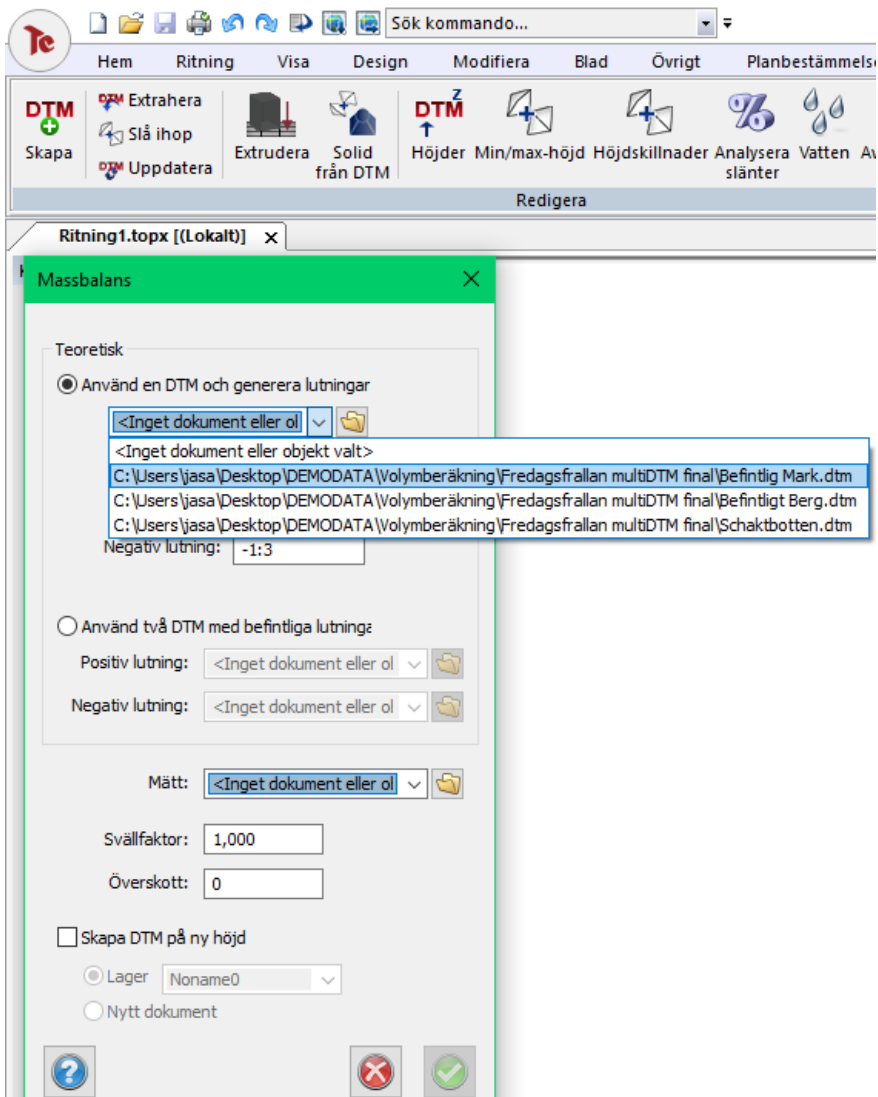 Tc
Sök kommando...
Hem Ritning Visa Design Modifiera Blad Övrigt Planbestämmelse
DTM Skapa
DTM Extrahera
Slå ihop
DTM Uppdatera
Extrudera
Solid från DTM
DTM Z Höjder
Min/max-höjd
Höjdskillnader
Analysera slänter
Vatten
Av
Redigera
Ritning1.topx [(Lokalt)] x
Massbalans
Teoretisk
Använd en DTM och generera lutningar
<Inget dokument eller ol
<Inget dokument eller objekt valt>
C:\Users\jasa\Desktop\DEMODATA\Volymberäkning\Fredagsfrallan multiDTM final\Befintlig Mark.dtm
C:\Users\jasa\Desktop\DEMODATA\Volymberäkning\Fredagsfrallan multiDTM final\Befintligt Berg.dtm
C:\Users\jasa\Desktop\DEMODATA\Volymberäkning\Fredagsfrallan multiDTM final\Schaktbotten.dtm
Negativ lutning: -1:3
Använd två DTM med befintliga lutninga
Positiv lutning: <Inget dokument eller ol
Negativ lutning: <Inget dokument eller ol
Mätt: <Inget dokument eller ol
Svällfaktor: 1,000
Överskott: 0
Skapa DTM på ny höjd
Lager Noname0
Nytt dokument